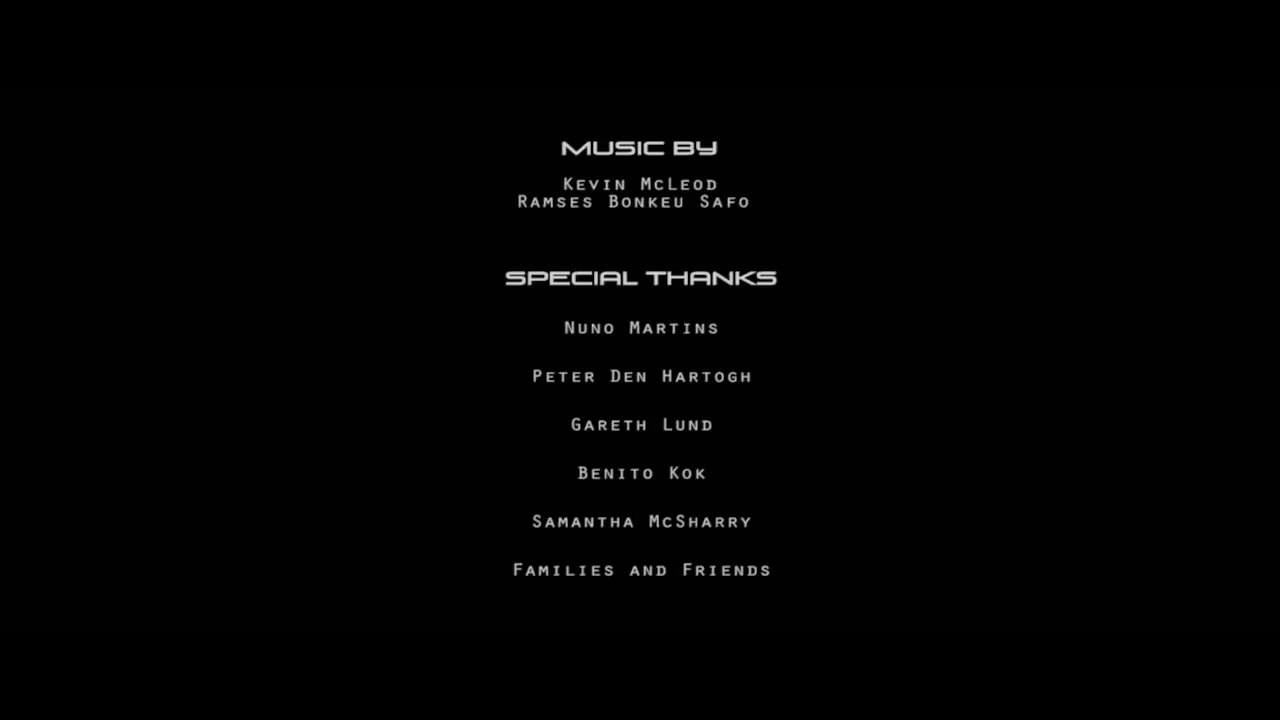 MUSIC BY
Kevin McLeod
Ramses Bonkeu Safo
SPECIAL THANKS
Nuno Martins
Peter Den Hartogh
Gareth Lund
Benito Kok
Samantha McSharry
Families and Friends